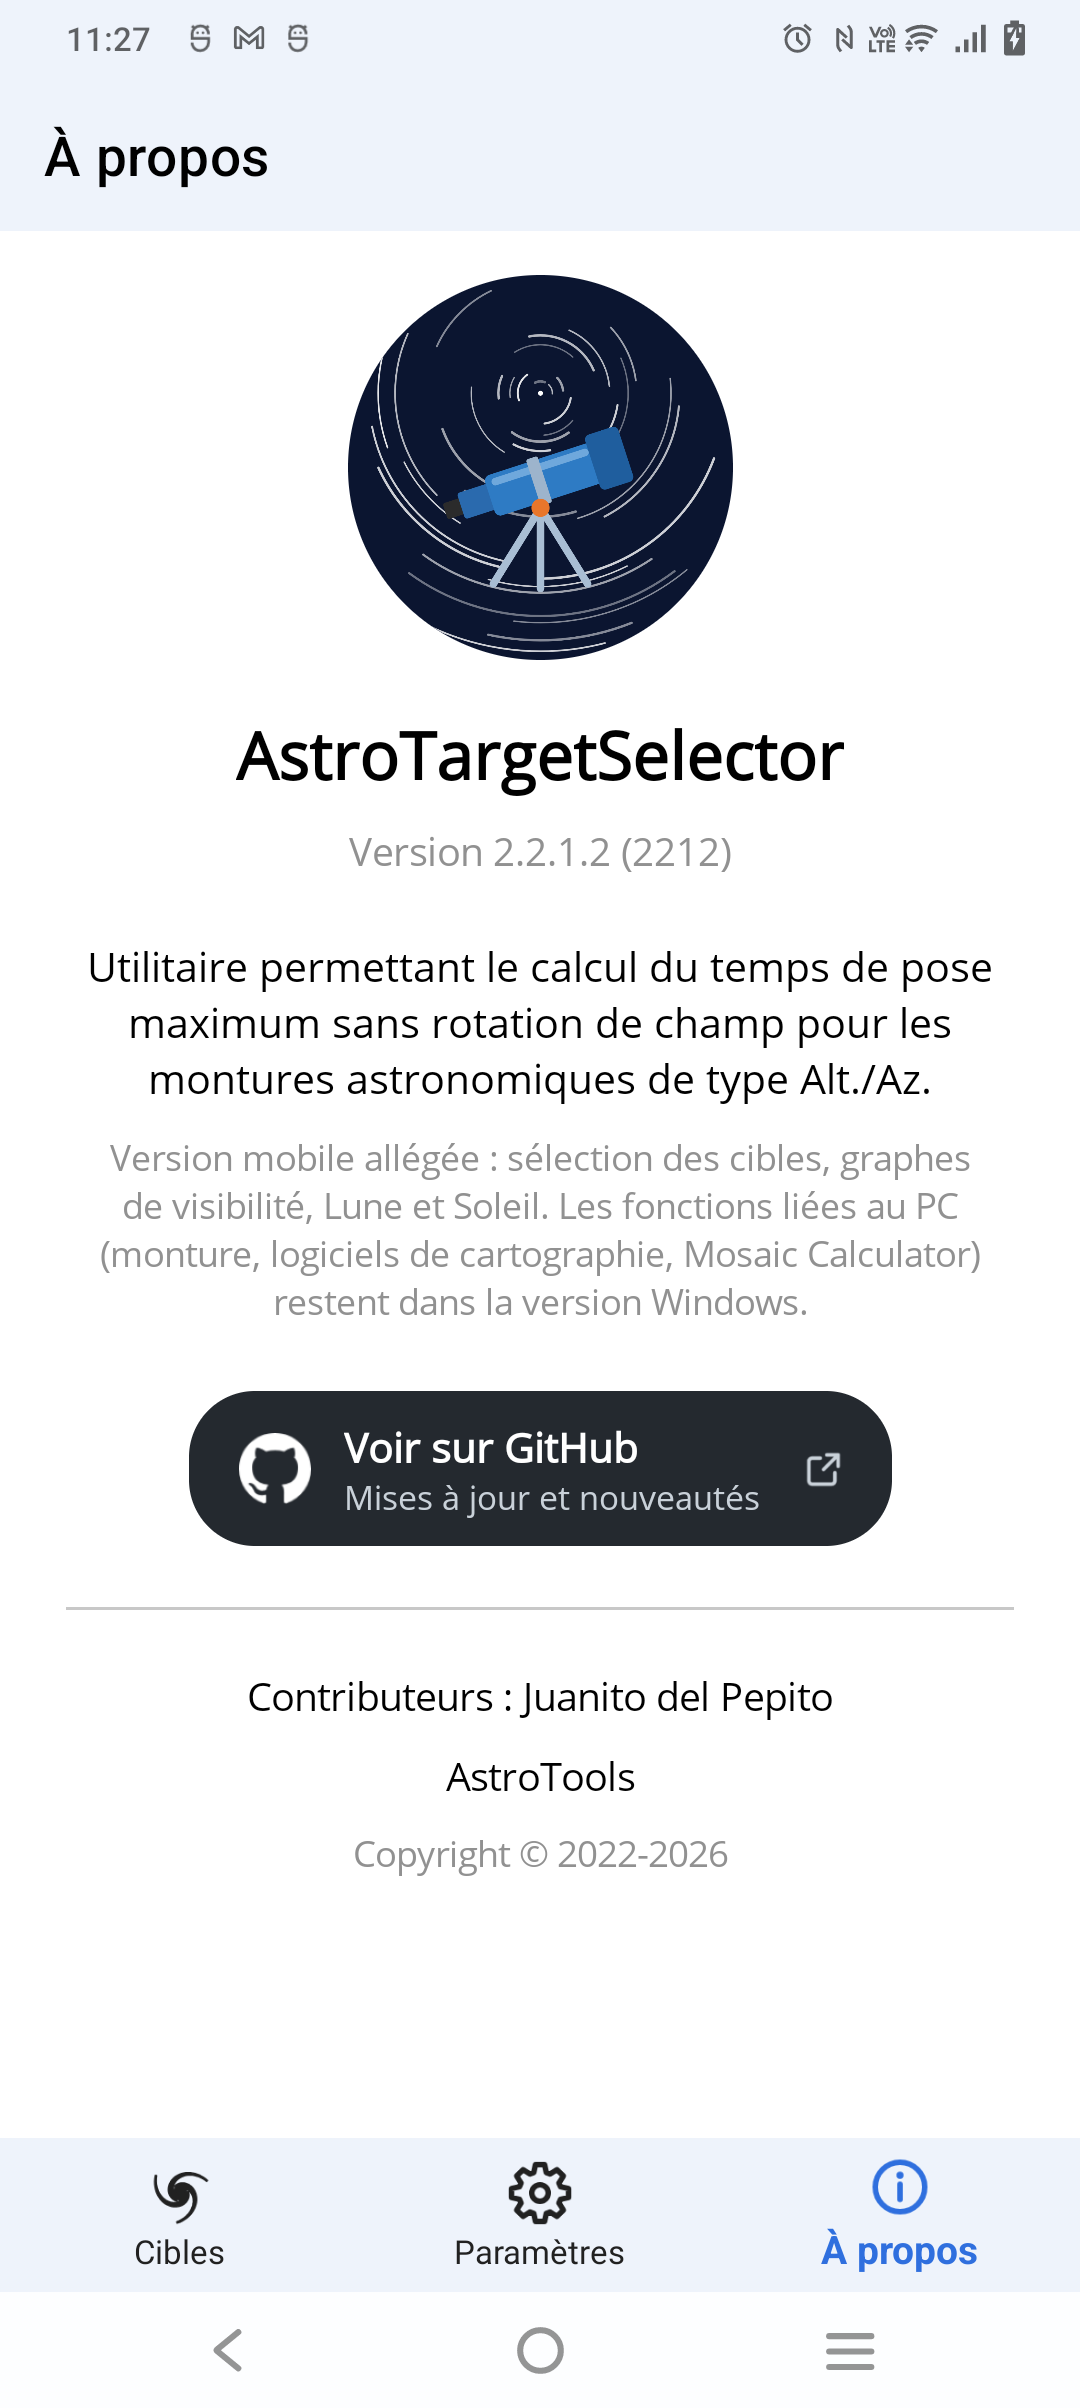 11:27
Vo) LTE
À propos
AstroTargetSelector
Version 2.2.1.2 (2212)
Utilitaire permettant le calcul du temps de pose
maximum sans rotation de champ pour les
montures astronomiques de type Alt./Az.
Version mobile allégée : sélection des cibles, graphes
de visibilité, Lune et Soleil. Les fonctions liées au PC
(monture, logiciels de cartographie, Mosaic Calculator)
restent dans la version Windows.
Voir sur GitHub
Mises à jour et nouveautés
Contributeurs : Juanito del Pepito
AstroTools
Copyright © 2022-2026
Cibles
Paramètres
À propos